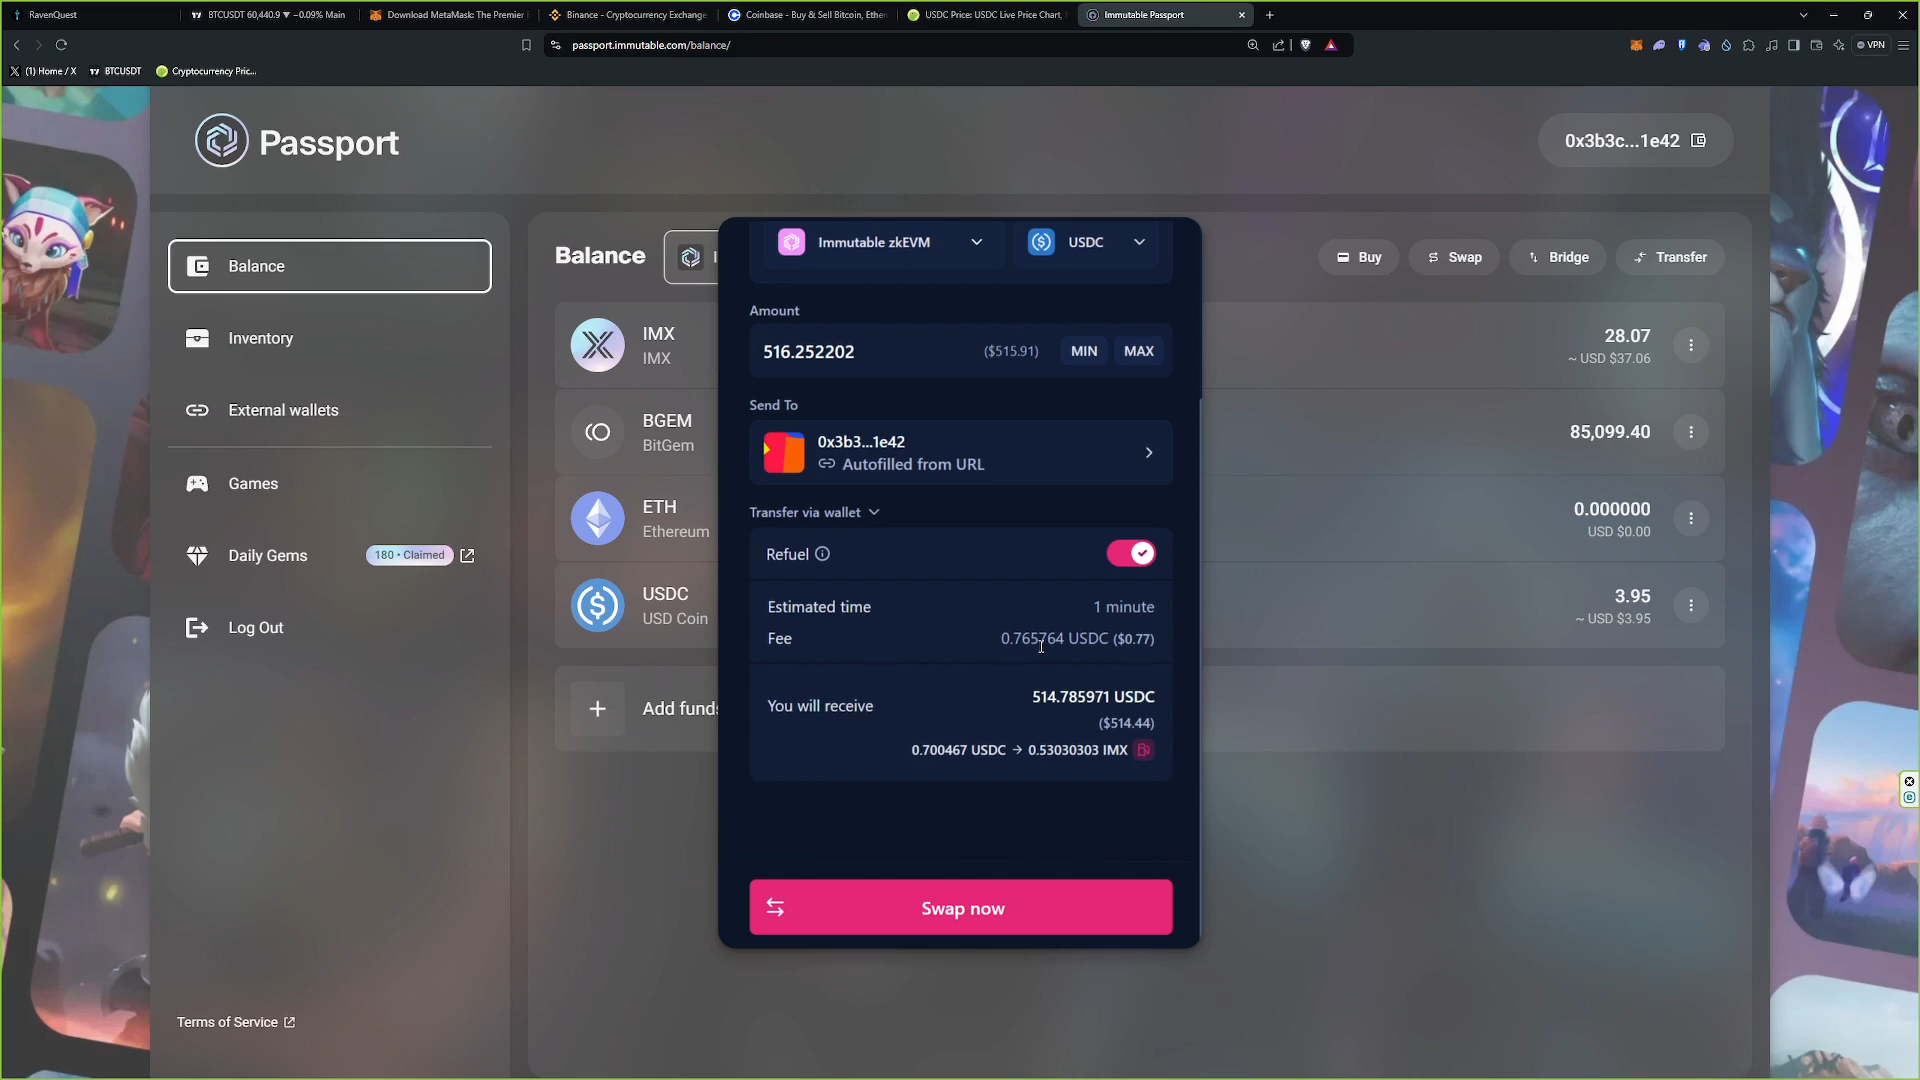 RavenQuest
BTCUSDT 60,440.9 ▼ −0.09% Main
Download MetaMask: The Premier
Binance - Cryptocurrency Exchange
Coinbase - Buy & Sell Bitcoin, Ether
USDC Price: USDC Live Price Chart,
Immutable Passport
passport.immutable.com/balance/
VPN
(1) Home / X
BTCUSDT
Cryptocurrency Pric...
Passport
0x3b3c...1e42
Balance
Inventory
External wallets
Games
Daily Gems
180 • Claimed
Log Out
Terms of Service
Balance
Buy
Swap
Bridge
Transfer
IMX
IMX
28.07
~ USD $37.06
BGEM
BitGem
85,099.40
ETH
Ethereum
0.000000
USD $0.00
USDC
USD Coin
3.95
~ USD $3.95
Add funds
Immutable zkEVM
USDC
Amount
516.252202
($515.91)
MIN
MAX
Send To
0x3b3...1e42
Autofilled from URL
Transfer via wallet
Refuel
Estimated time
1 minute
Fee
0.765764 USDC ($0.77)
You will receive
514.785971 USDC
($514.44)
0.700467 USDC → 0.53030303 IMX
Swap now